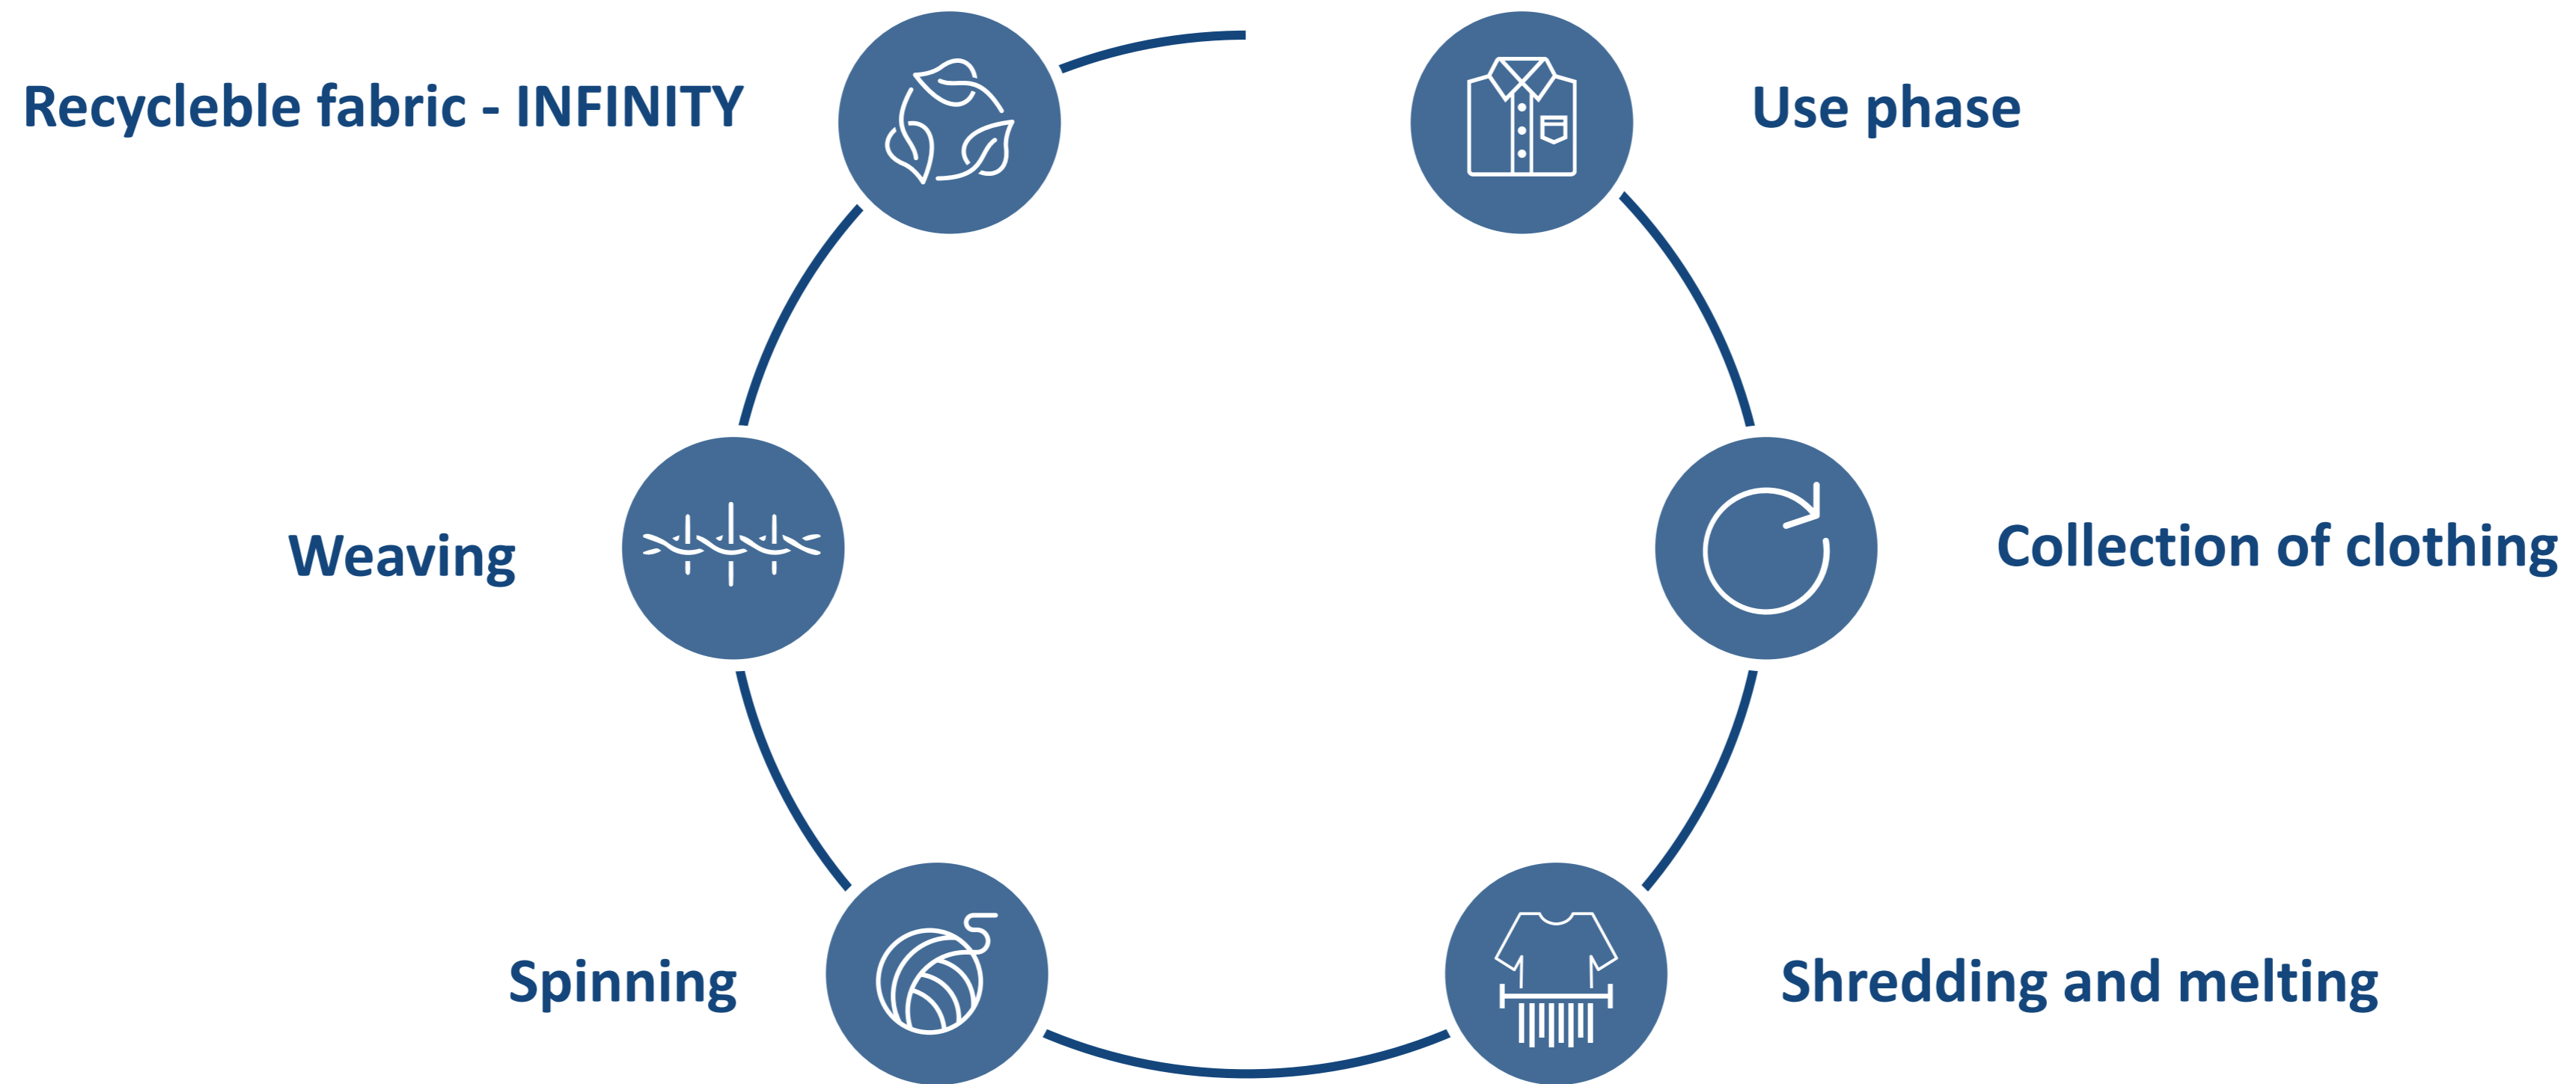 Recycleble fabric - INFINITY
Use phase
Weaving
Collection of clothing
Spinning
Shredding and melting